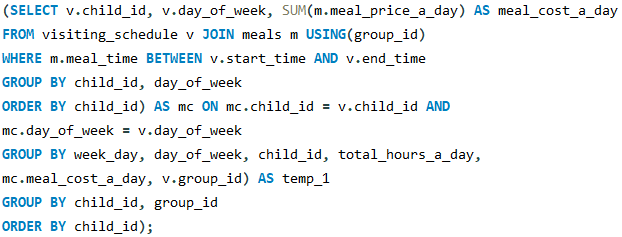 (SELECT v.child_id, v.day_of_week, SUM(m.meal_price_a_day) AS meal_cost_a_day
FROM visiting_schedule v JOIN meals m USING(group_id)
WHERE m.meal_time BETWEEN v.start_time AND v.end_time
GROUP BY child_id, day_of_week
ORDER BY child_id) AS mc ON mc.child_id = v.child_id AND
mc.day_of_week = v.day_of_week
GROUP BY week_day, day_of_week, child_id, total_hours_a_day,
mc.meal_cost_a_day, v.group_id) AS temp_1
GROUP BY child_id, group_id
ORDER BY child_id);